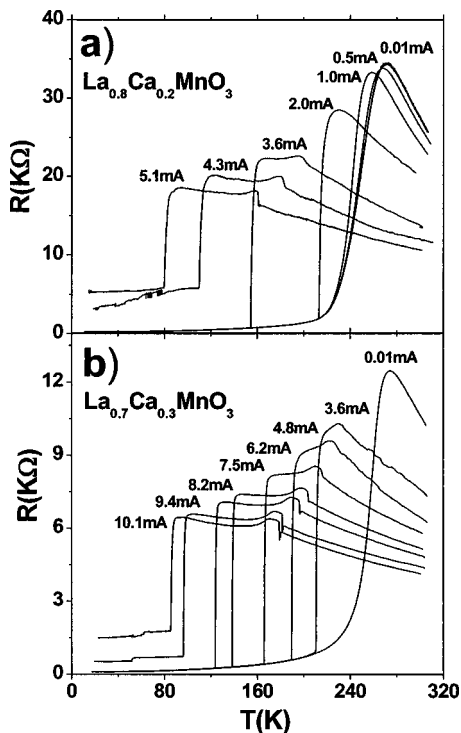 40
a)
0.01mA
0.5mA
La0.8Ca0.2MnO3
1.0mA
2.0mA
30
3.6mA
4.3mA
5.1mA
20
R(KΩ)
10
0
b)
0.01mA
12
La0.7Ca0.3MnO3
3.6mA
4.8mA
9
6.2mA
7.5mA
8.2mA
9.4mA
10.1mA
6
R(KΩ)
3
0
0 80 160 240 320
T(K)